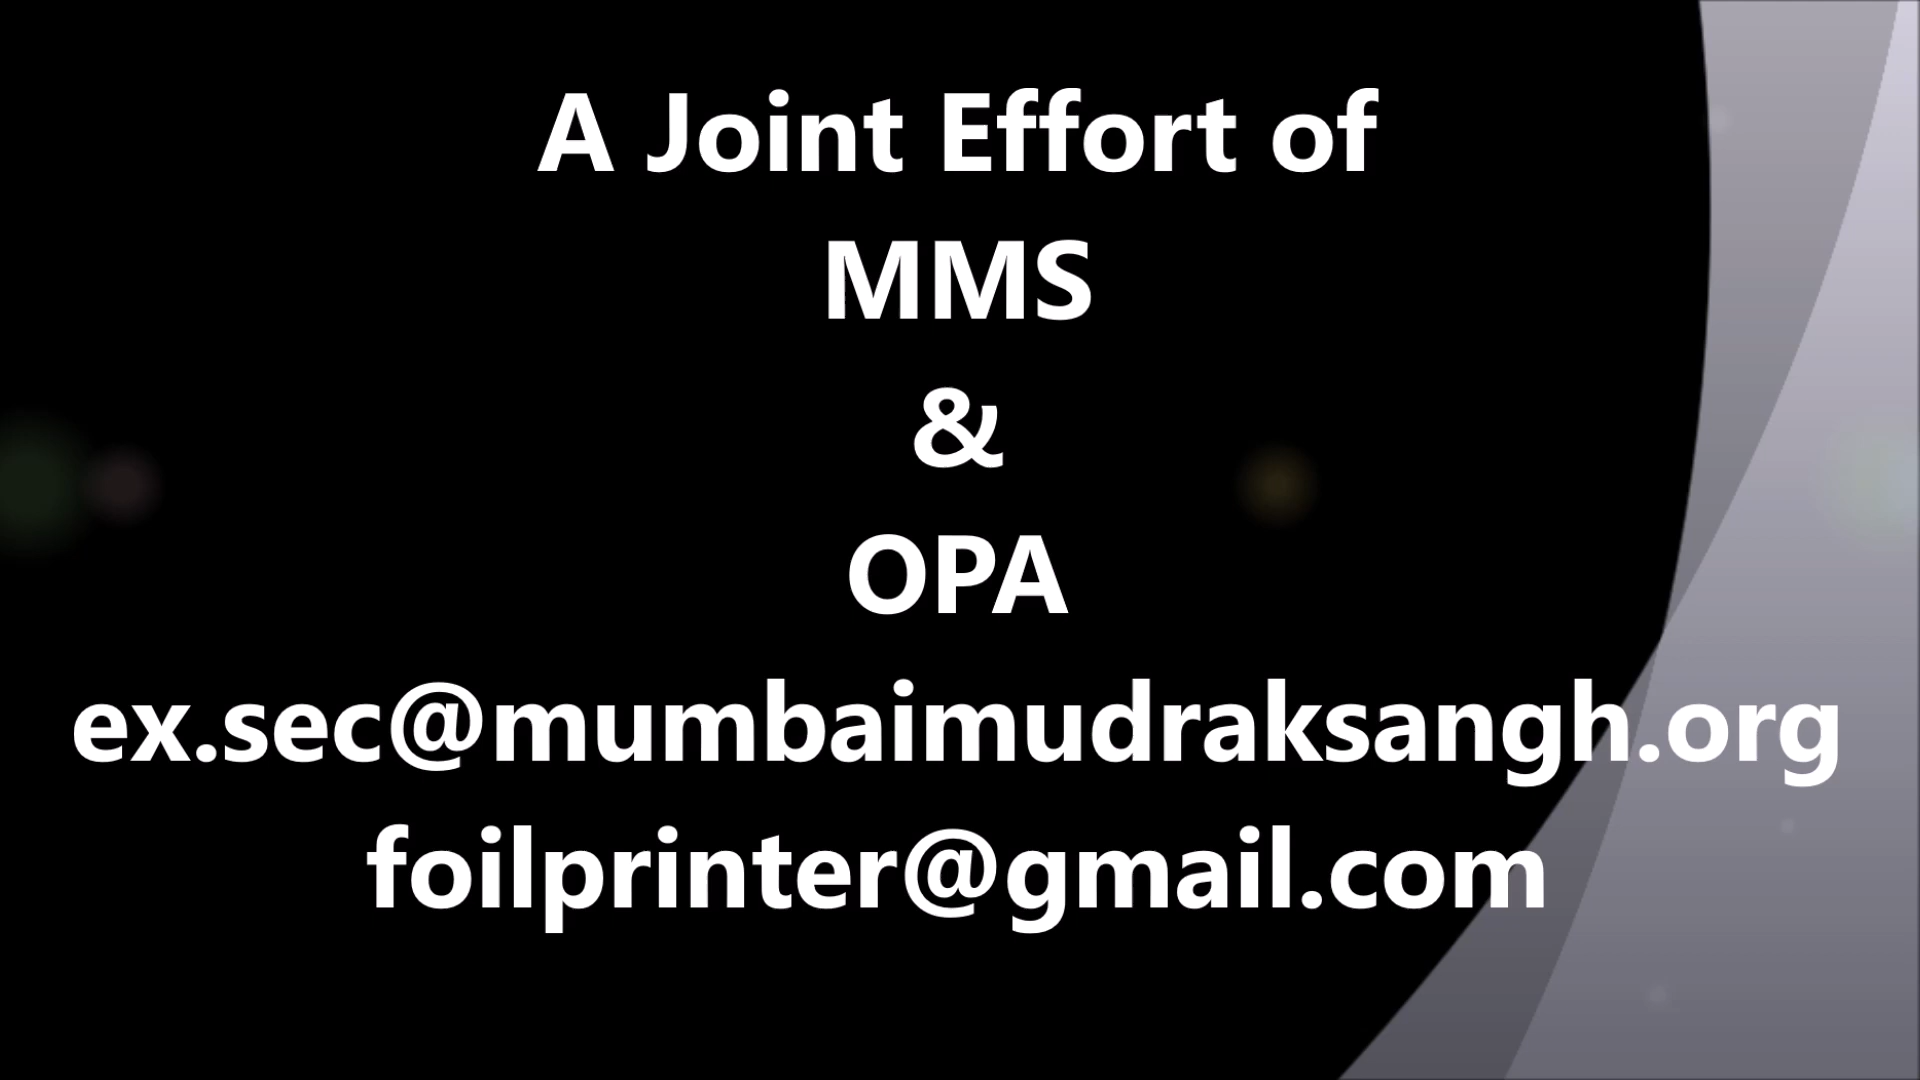 A Joint Effort of
MMS
&
OPA
ex.sec@mumbaimudraksangh.org
foilprinter@gmail.com